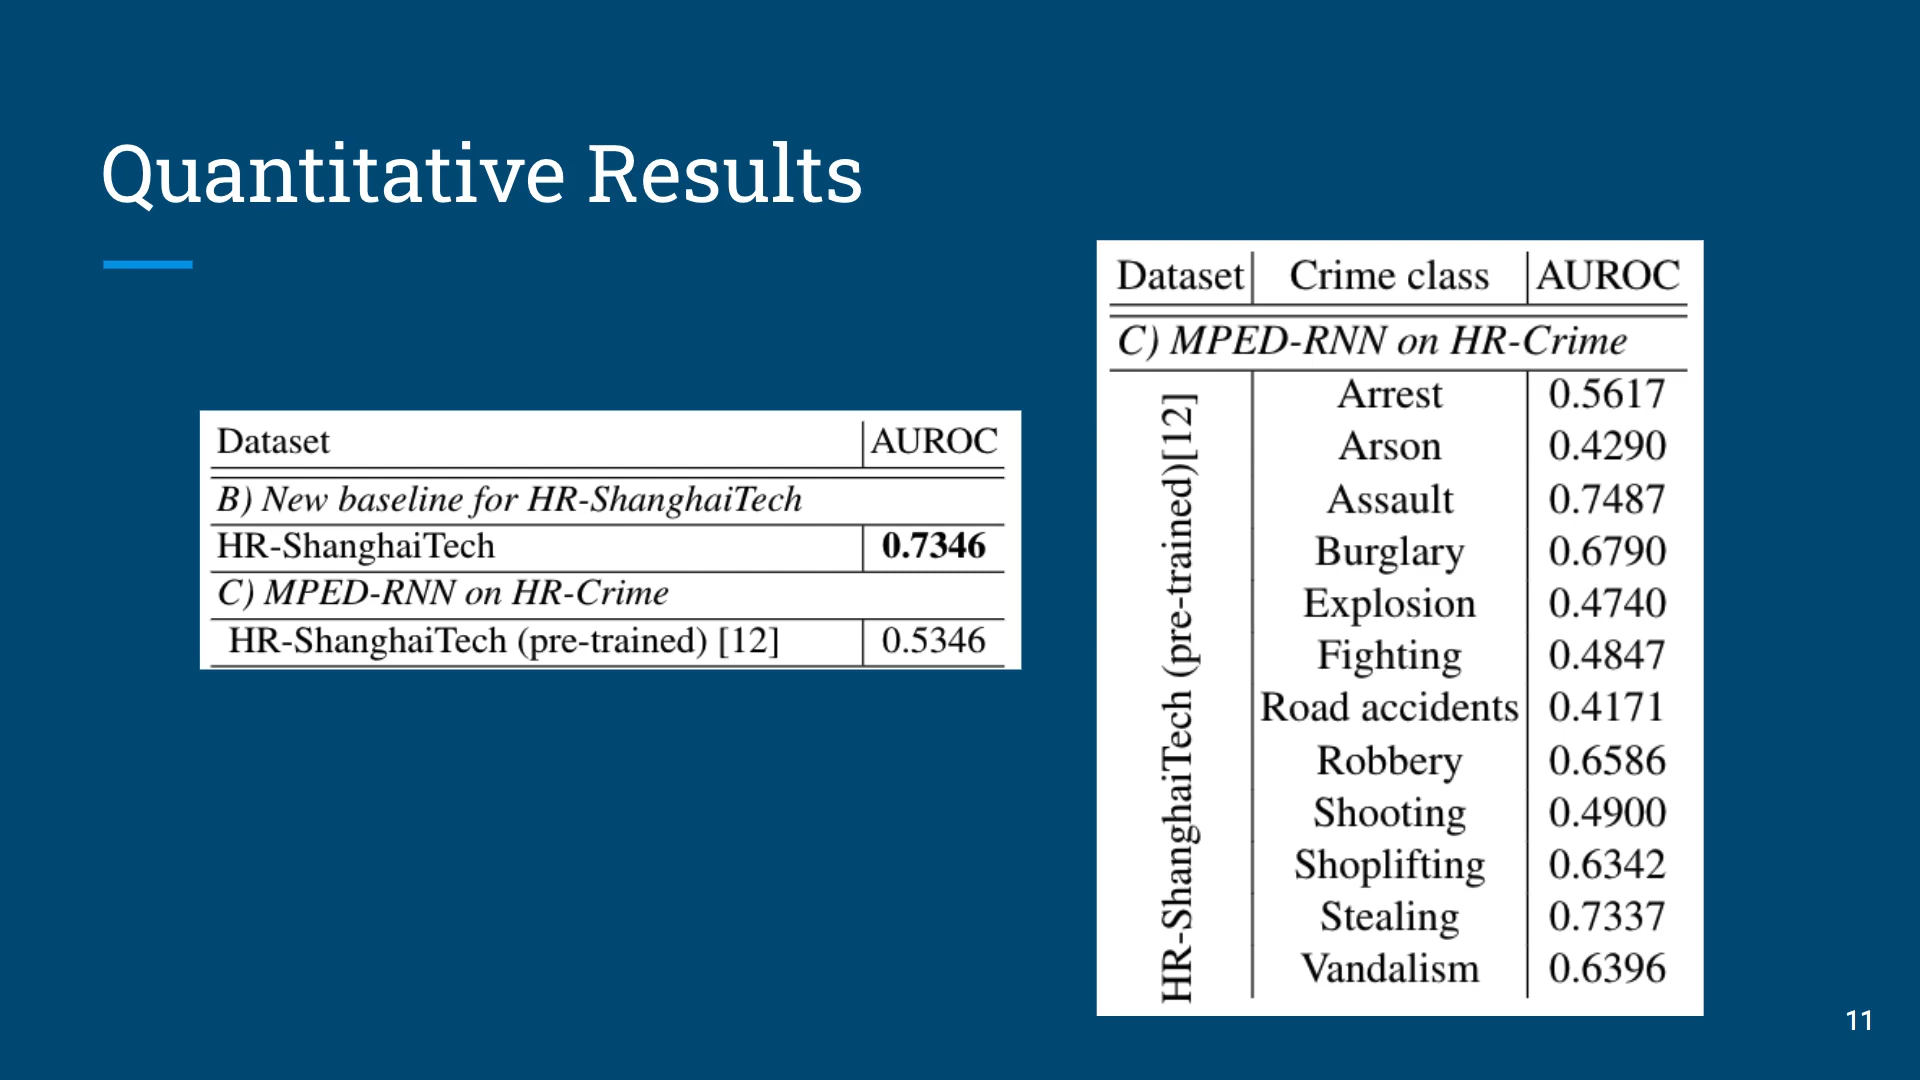 Quantitative Results
Dataset AUROC
B) New baseline for HR-ShanghaiTech
HR-ShanghaiTech 0.7346
C) MPED-RNN on HR-Crime
HR-ShanghaiTech (pre-trained) [12] 0.5346
Dataset Crime class AUROC
C) MPED-RNN on HR-Crime
HR-ShanghaiTech (pre-trained)[12]
Arrest 0.5617
Arson 0.4290
Assault 0.7487
Burglary 0.6790
Explosion 0.4740
Fighting 0.4847
Road accidents 0.4171
Robbery 0.6586
Shooting 0.4900
Shoplifting 0.6342
Stealing 0.7337
Vandalism 0.6396
11